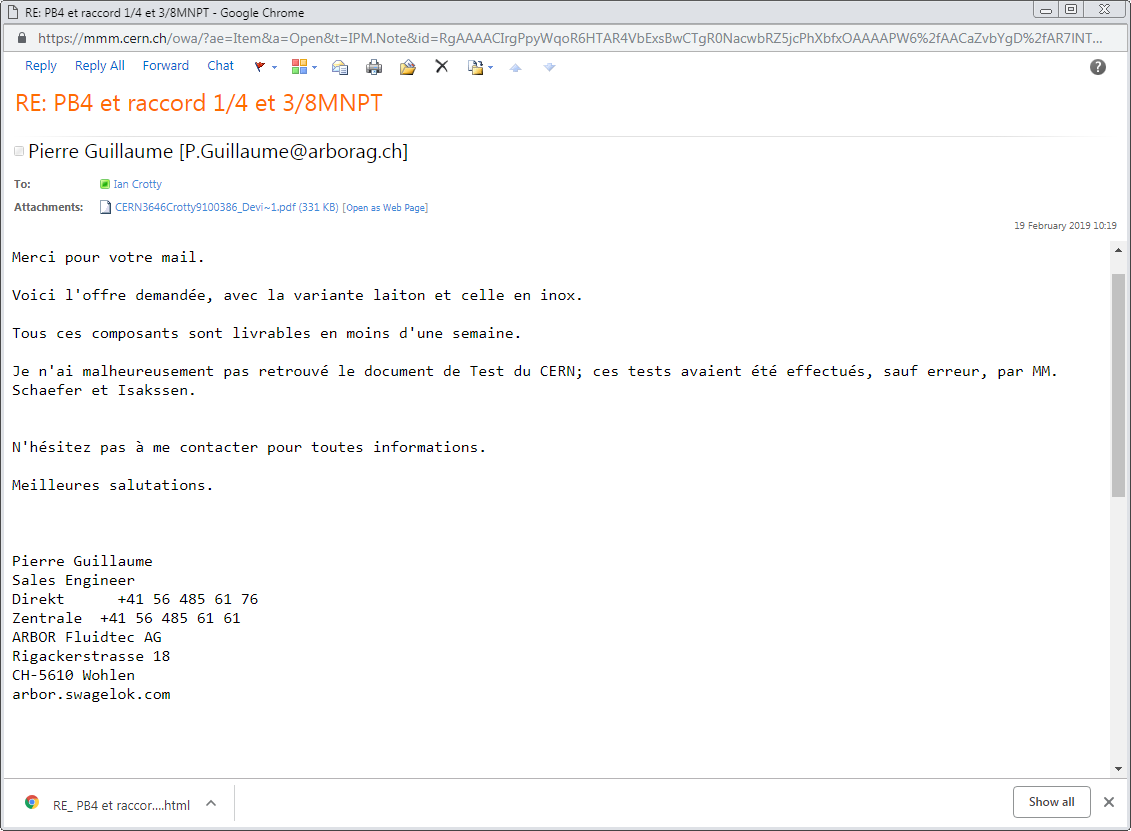 RE: PB4 et raccord 1/4 et 3/8MNPT - Google Chrome
https://mmm.cern.ch/owa/?ae=Item&a=Open&t=IPM.Note&id=RgAAAACIrgPpyWqoR6HTAR4VbExsBwCTgR0NacwbRZ5jcPhXbfxOAAAAPW6%2fAACaZvbYgD%2fAR7INT...
Reply Reply All Forward Chat
RE: PB4 et raccord 1/4 et 3/8MNPT
Pierre Guillaume [P.Guillaume@arborag.ch]
To: Ian Crotty
Attachments: CERN3646Crotty9100386_Devi~1.pdf (331 KB) [Open as Web Page]
19 February 2019 10:19
Merci pour votre mail.
Voici l'offre demandée, avec la variante laiton et celle en inox.
Tous ces composants sont livrables en moins d'une semaine.
Je n'ai malheureusement pas retrouvé le document de Test du CERN; ces tests avaient été effectués, sauf erreur, par MM.
Schaefer et Isakssen.
N'hésitez pas à me contacter pour toutes informations.
Meilleures salutations.
Pierre Guillaume
Sales Engineer
Direkt +41 56 485 61 76
Zentrale +41 56 485 61 61
ARBOR Fluidtec AG
Rigackerstrasse 18
CH-5610 Wohlen
arbor.swagelok.com
RE_ PB4 et raccor....html
Show all